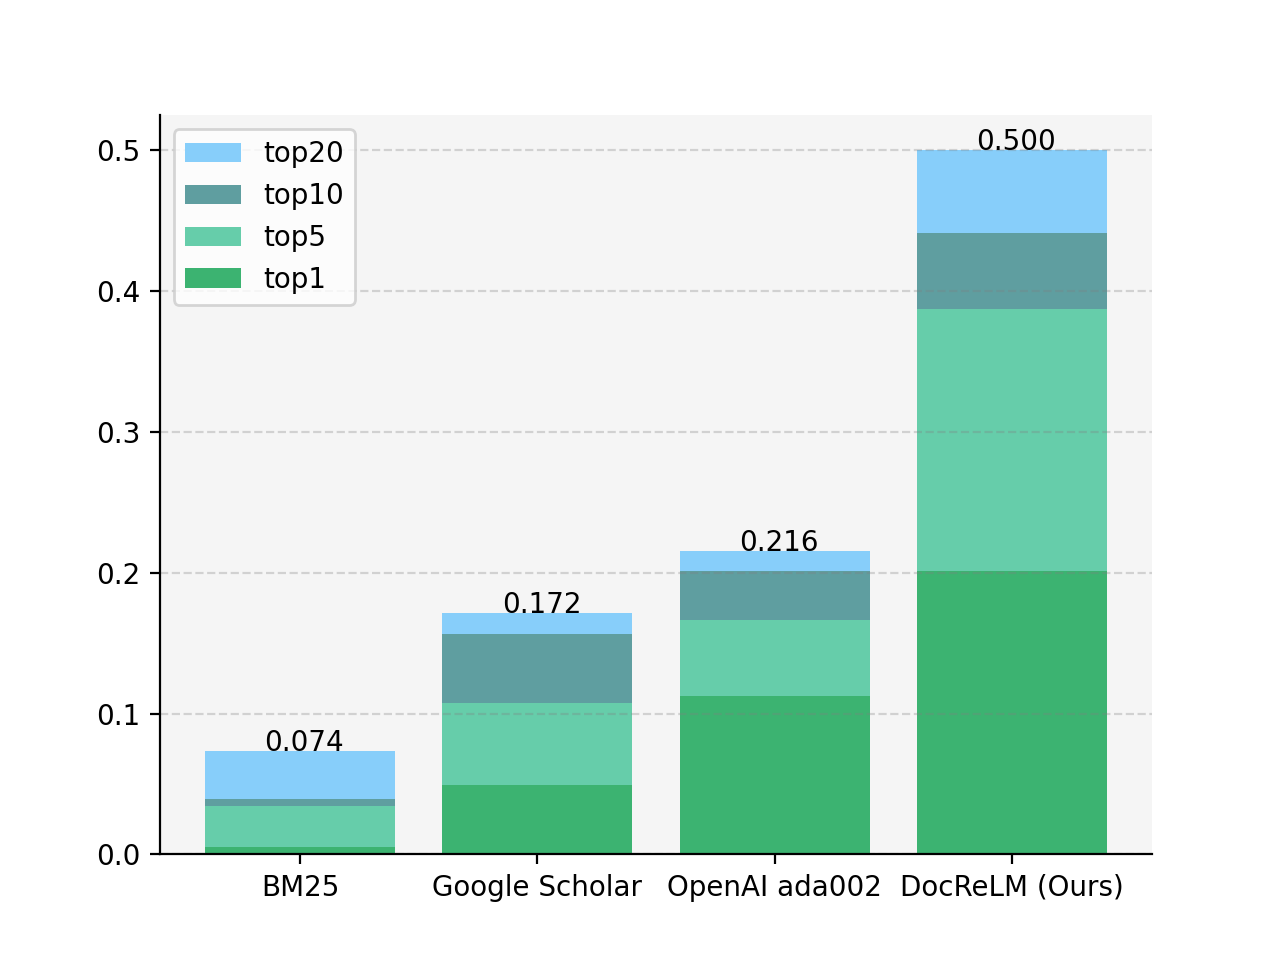 top20
top10
top5
top1
0.5
0.4
0.3
0.2
0.1
0.0
0.074
0.172
0.216
0.500
BM25
Google Scholar
OpenAI ada002
DocReLM (Ours)